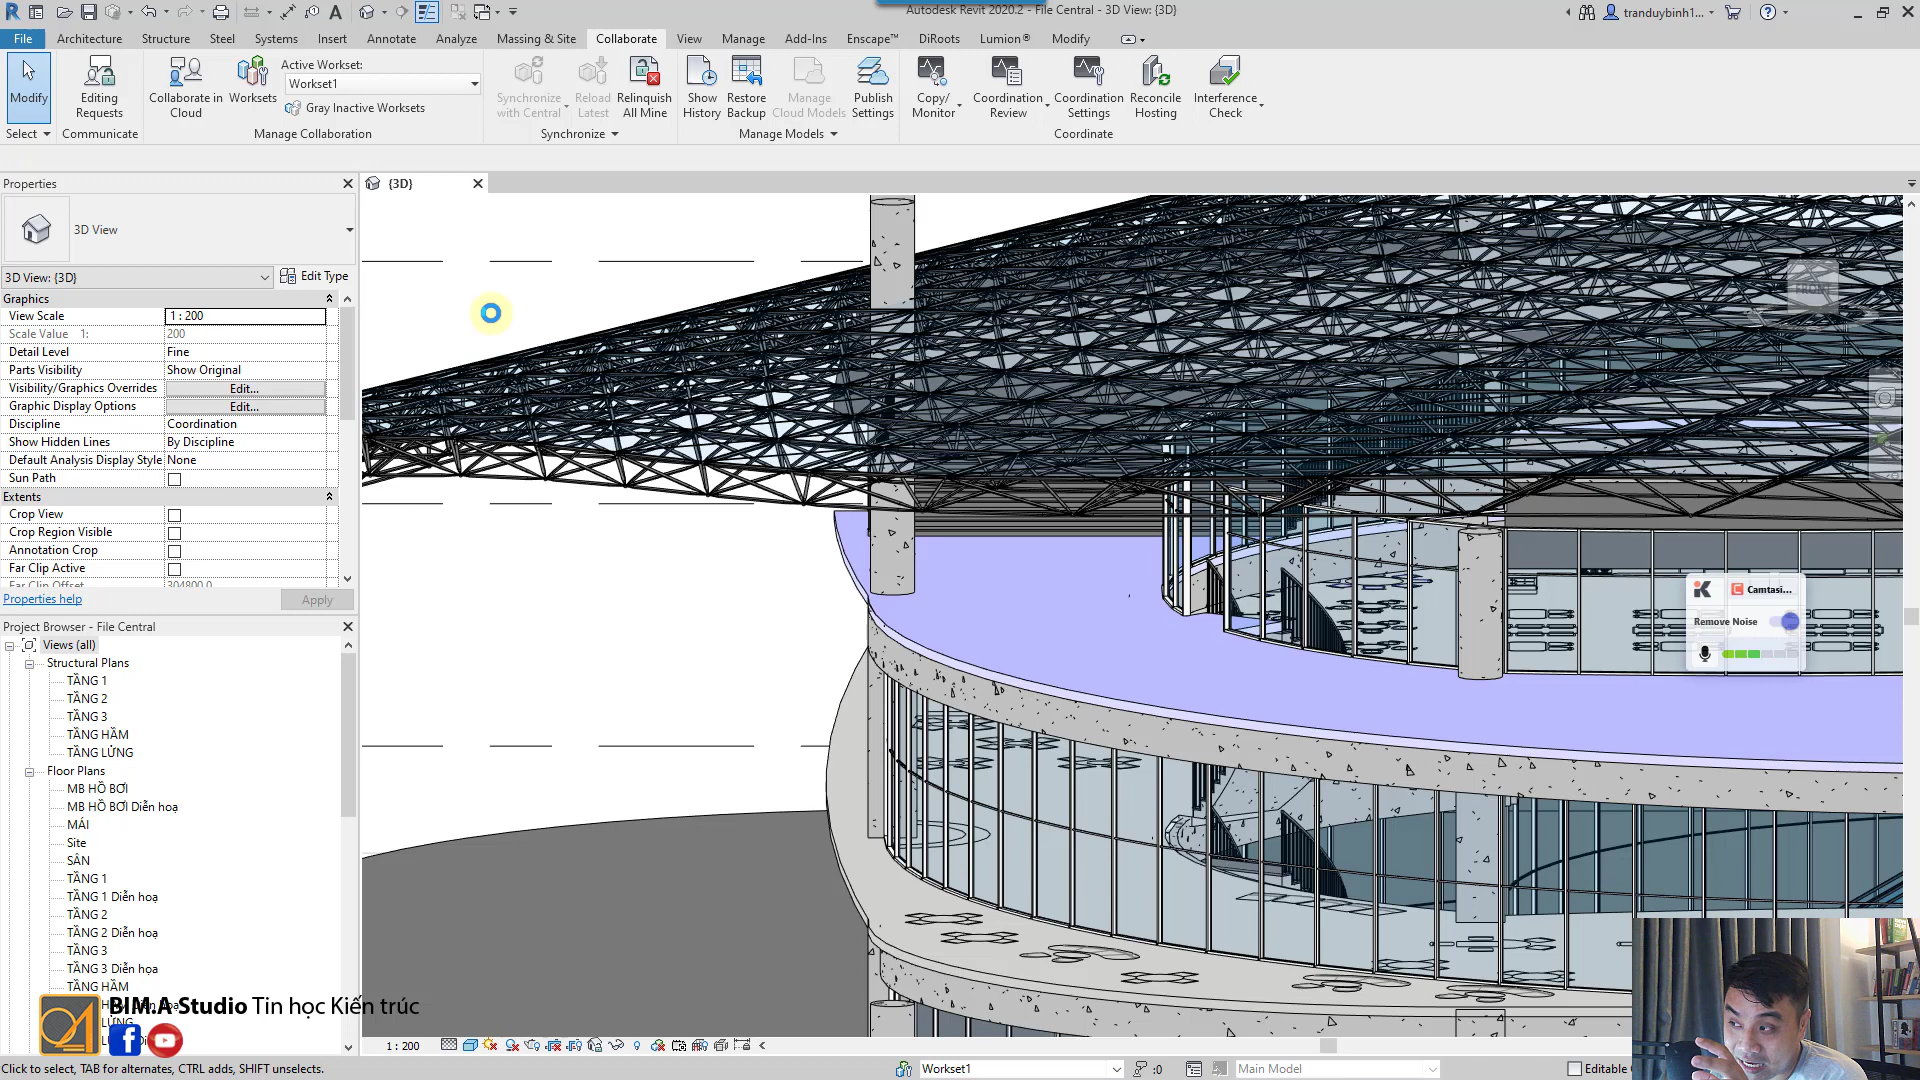 Autodesk Revit 2020.2 - File Central - 3D View: {3D}
tranduybinh1...
File Architecture Structure Steel Systems Insert Annotate Analyze Massing & Site Collaborate View Manage Add-Ins Enscape™ DiRoots Lumion® Modify
Modify
Select
Editing Requests
Communicate
Collaborate in Cloud
Worksets
Active Workset:
Workset1
Gray Inactive Worksets
Manage Collaboration
Synchronize with Central
Reload Latest
Relinquish All Mine
Synchronize
Show History
Restore Backup
Manage Cloud Models
Publish Settings
Manage Models
Copy/ Monitor
Coordination Review
Coordination Settings
Reconcile Hosting
Interference Check
Coordinate
Properties
{3D}
3D View
3D View: {3D}
Edit Type
Graphics
View Scale 1 : 200
Scale Value 1: 200
Detail Level Fine
Parts Visibility Show Original
Visibility/Graphics Overrides Edit...
Graphic Display Options Edit...
Discipline Coordination
Show Hidden Lines By Discipline
Default Analysis Display Style None
Sun Path
Extents
Crop View
Crop Region Visible
Annotation Crop
Far Clip Active
Far Clip Offset 304800.0
Properties help
Apply
Project Browser - File Central
Views (all)
Structural Plans
TẦNG 1
TẦNG 2
TẦNG 3
TẦNG HẦM
TẦNG LỬNG
Floor Plans
MB HỒ BƠI
MB HỒ BƠI Diễn hoạ
MÁI
Site
SÂN
TẦNG 1
TẦNG 1 Diễn hoạ
TẦNG 2
TẦNG 2 Diễn hoạ
TẦNG 3
TẦNG 3 Diễn hoạ
TẦNG HẦM
BIM.A Studio Tin học Kiến trúc
FRONT
Camtasi...
Remove Noise
1 : 200
Click to select, TAB for alternates, CTRL adds, SHIFT unselects.
Workset1
:0
Main Model
Editable